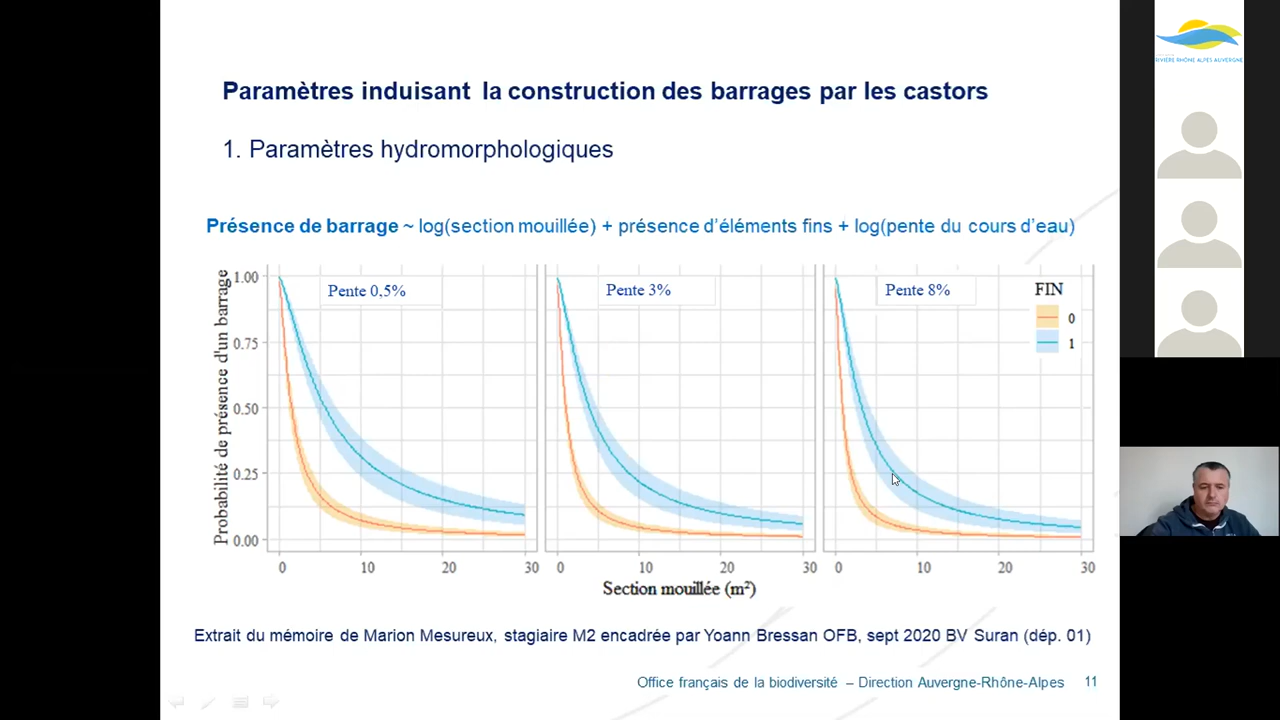 Paramètres induisant la construction des barrages par les castors
1. Paramètres hydromorphologiques
Présence de barrage ~ log(section mouillée) + présence d'éléments fins + log(pente du cours d'eau)
Probabilité de présence d'un barrage
1.00
0.75
0.50
0.25
0.00
Pente 0,5%
Pente 3%
Pente 8%
FIN
0
1
0 10 20 30
0 10 20 30
0 10 20 30
Section mouillée (m²)
Extrait du mémoire de Marion Mesureux, stagiaire M2 encadrée par Yoann Bressan OFB, sept 2020 BV Suran (dép. 01)
Office français de la biodiversité – Direction Auvergne-Rhône-Alpes 11
RIVIÈRE RHÔNE ALPES AUVERGNE